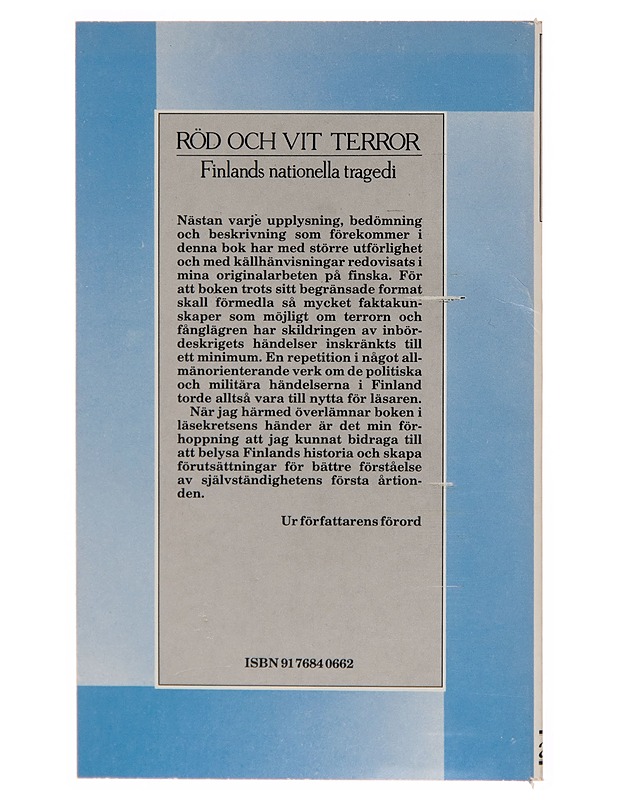 RÖD OCH VIT TERROR
Finlands nationella tragedi
Nästan varje upplysning, bedömning
och beskrivning som förekommer i
denna bok har med större utförlighet
och med källhänvisningar redovisats i
mina originalarbeten på finska. För
att boken trots sitt begränsade format
skall förmedla så mycket faktakun-
skaper som möjligt om terrorn och
fånglägren har skildringen av inbör-
deskrigets händelser inskränkts till
ett minimum. En repetition i något all-
mänorienterande verk om de politiska
och militära händelserna i Finland
torde alltså vara till nytta för läsaren.
När jag härmed överlämnar boken i
läsekretsens händer är det min för-
hoppning att jag kunnat bidraga till
att belysa Finlands historia och skapa
förutsättningar för bättre förståelse
av självständighetens första årtion-
den.
Ur författarens förord
ISBN 91 7684 066 2